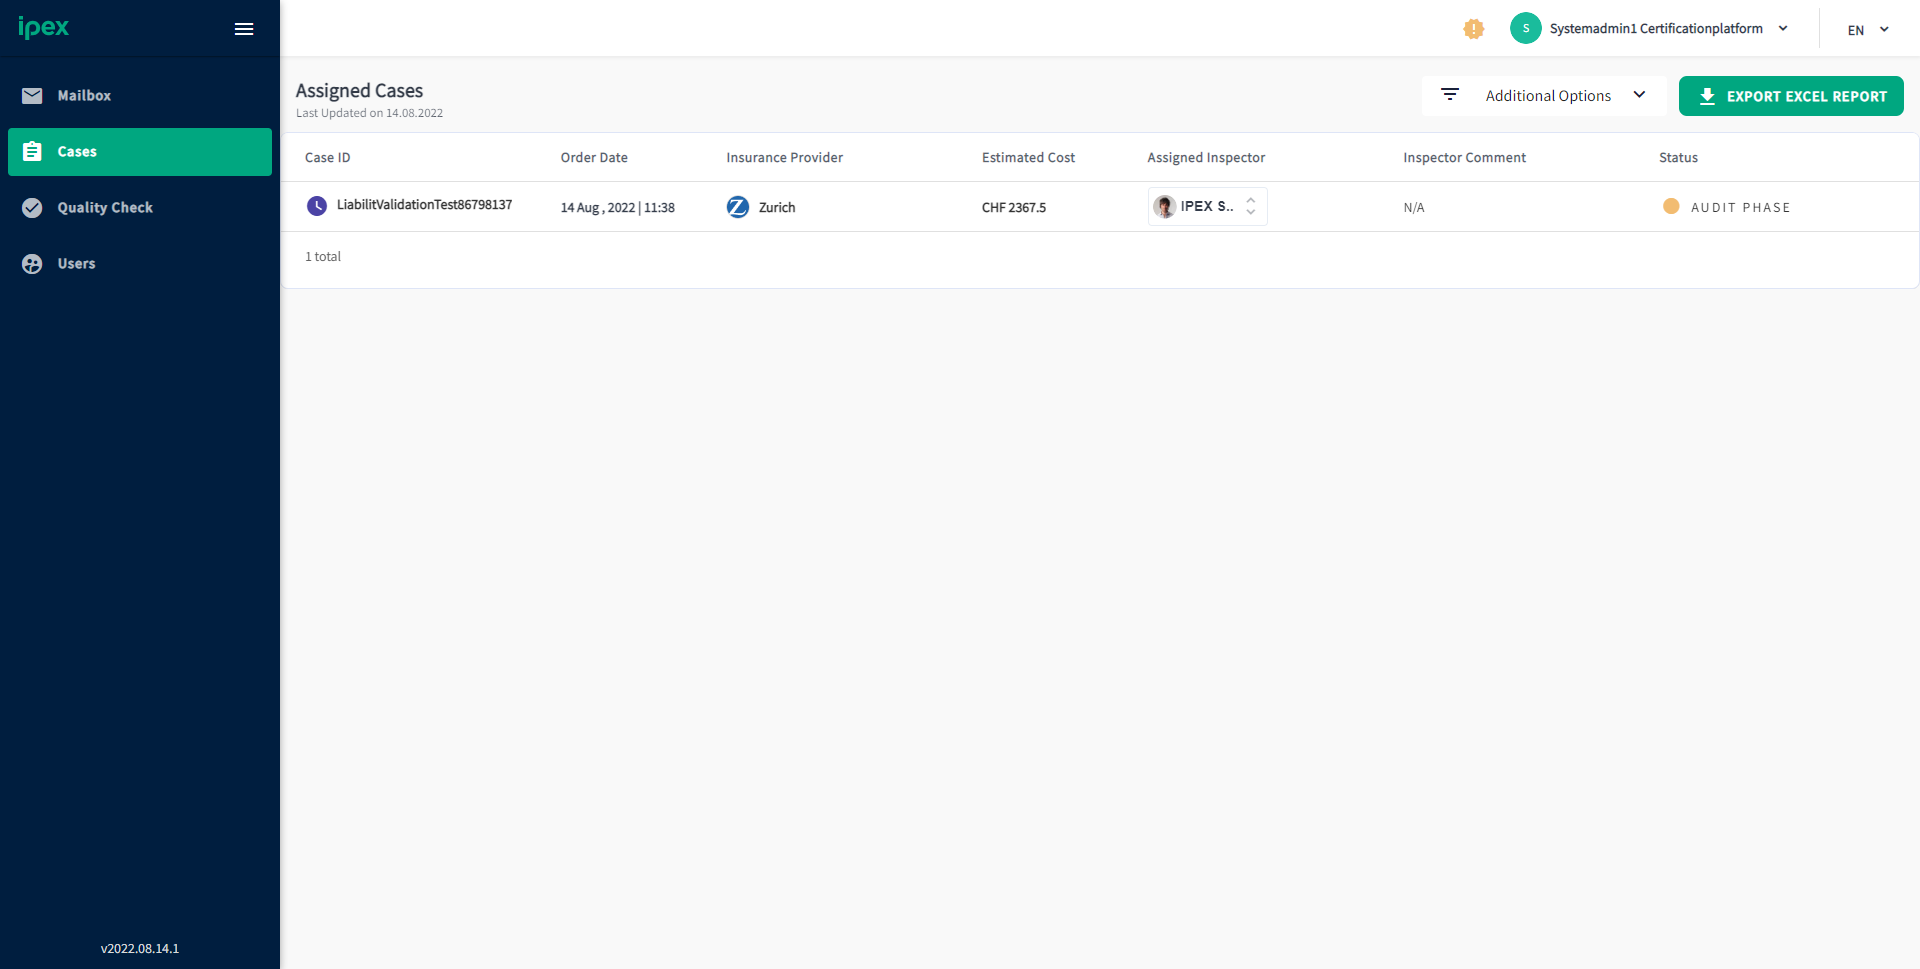 ipex
S Systemadmin1 Certificationplatform
EN
Mailbox
Cases
Quality Check
Users
v2022.08.14.1
Assigned Cases
Last Updated on 14.08.2022
Additional Options
EXPORT EXCEL REPORT
Case ID Order Date Insurance Provider Estimated Cost Assigned Inspector Inspector Comment Status
LiabilitValidationTest86798137 14 Aug , 2022 | 11:38 Zurich CHF 2367.5 IPEX S.. N/A AUDIT PHASE
1 total